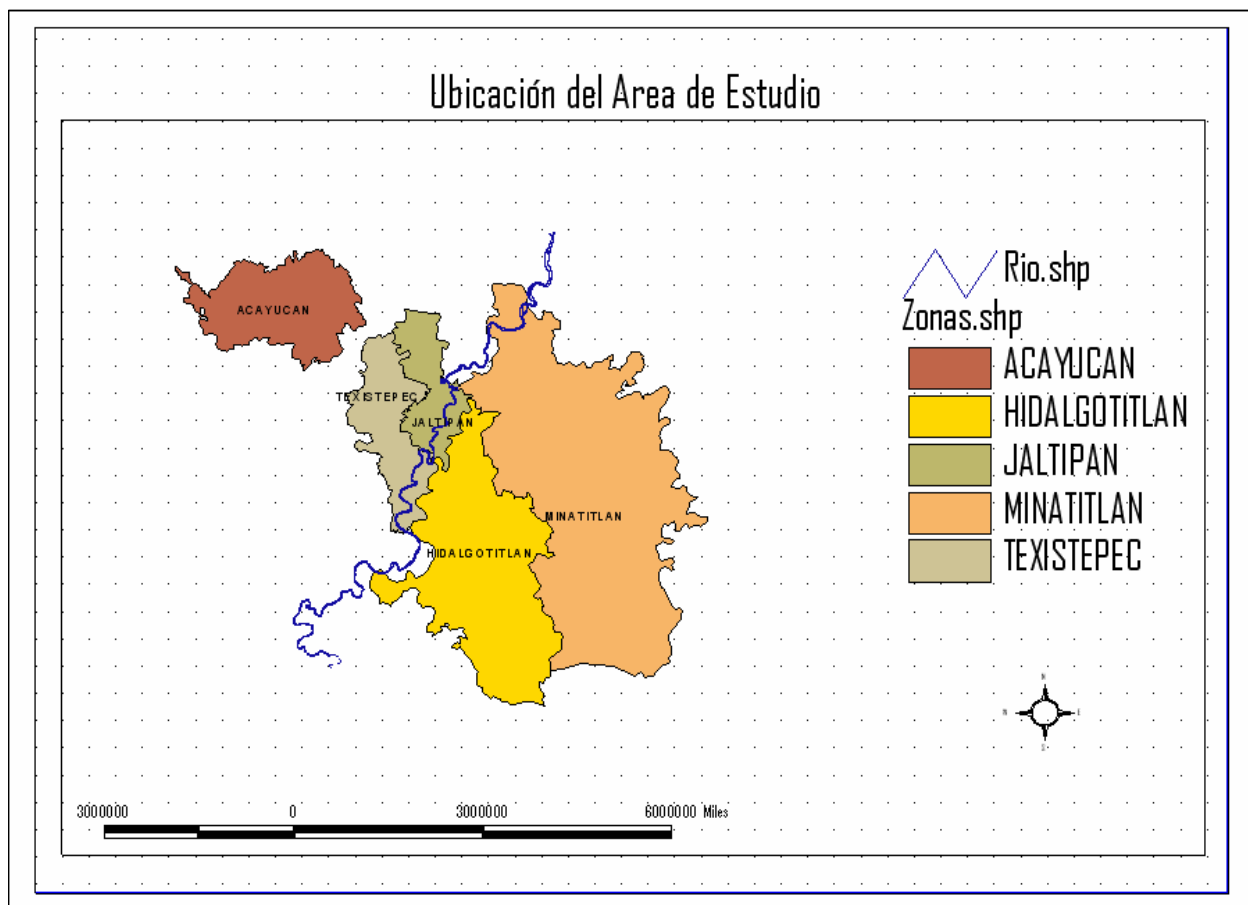 Ubicación del Area de Estudio
ACAYUCAN
TEXISTEPEC
JALTIPAN
MINATITLAN
HIDALGOTITLAN
Rio.shp
Zonas.shp
ACAYUCAN
HIDALGOTITLAN
JALTIPAN
MINATITLAN
TEXISTEPEC
N
E
S
3000000 0 3000000 6000000 Miles